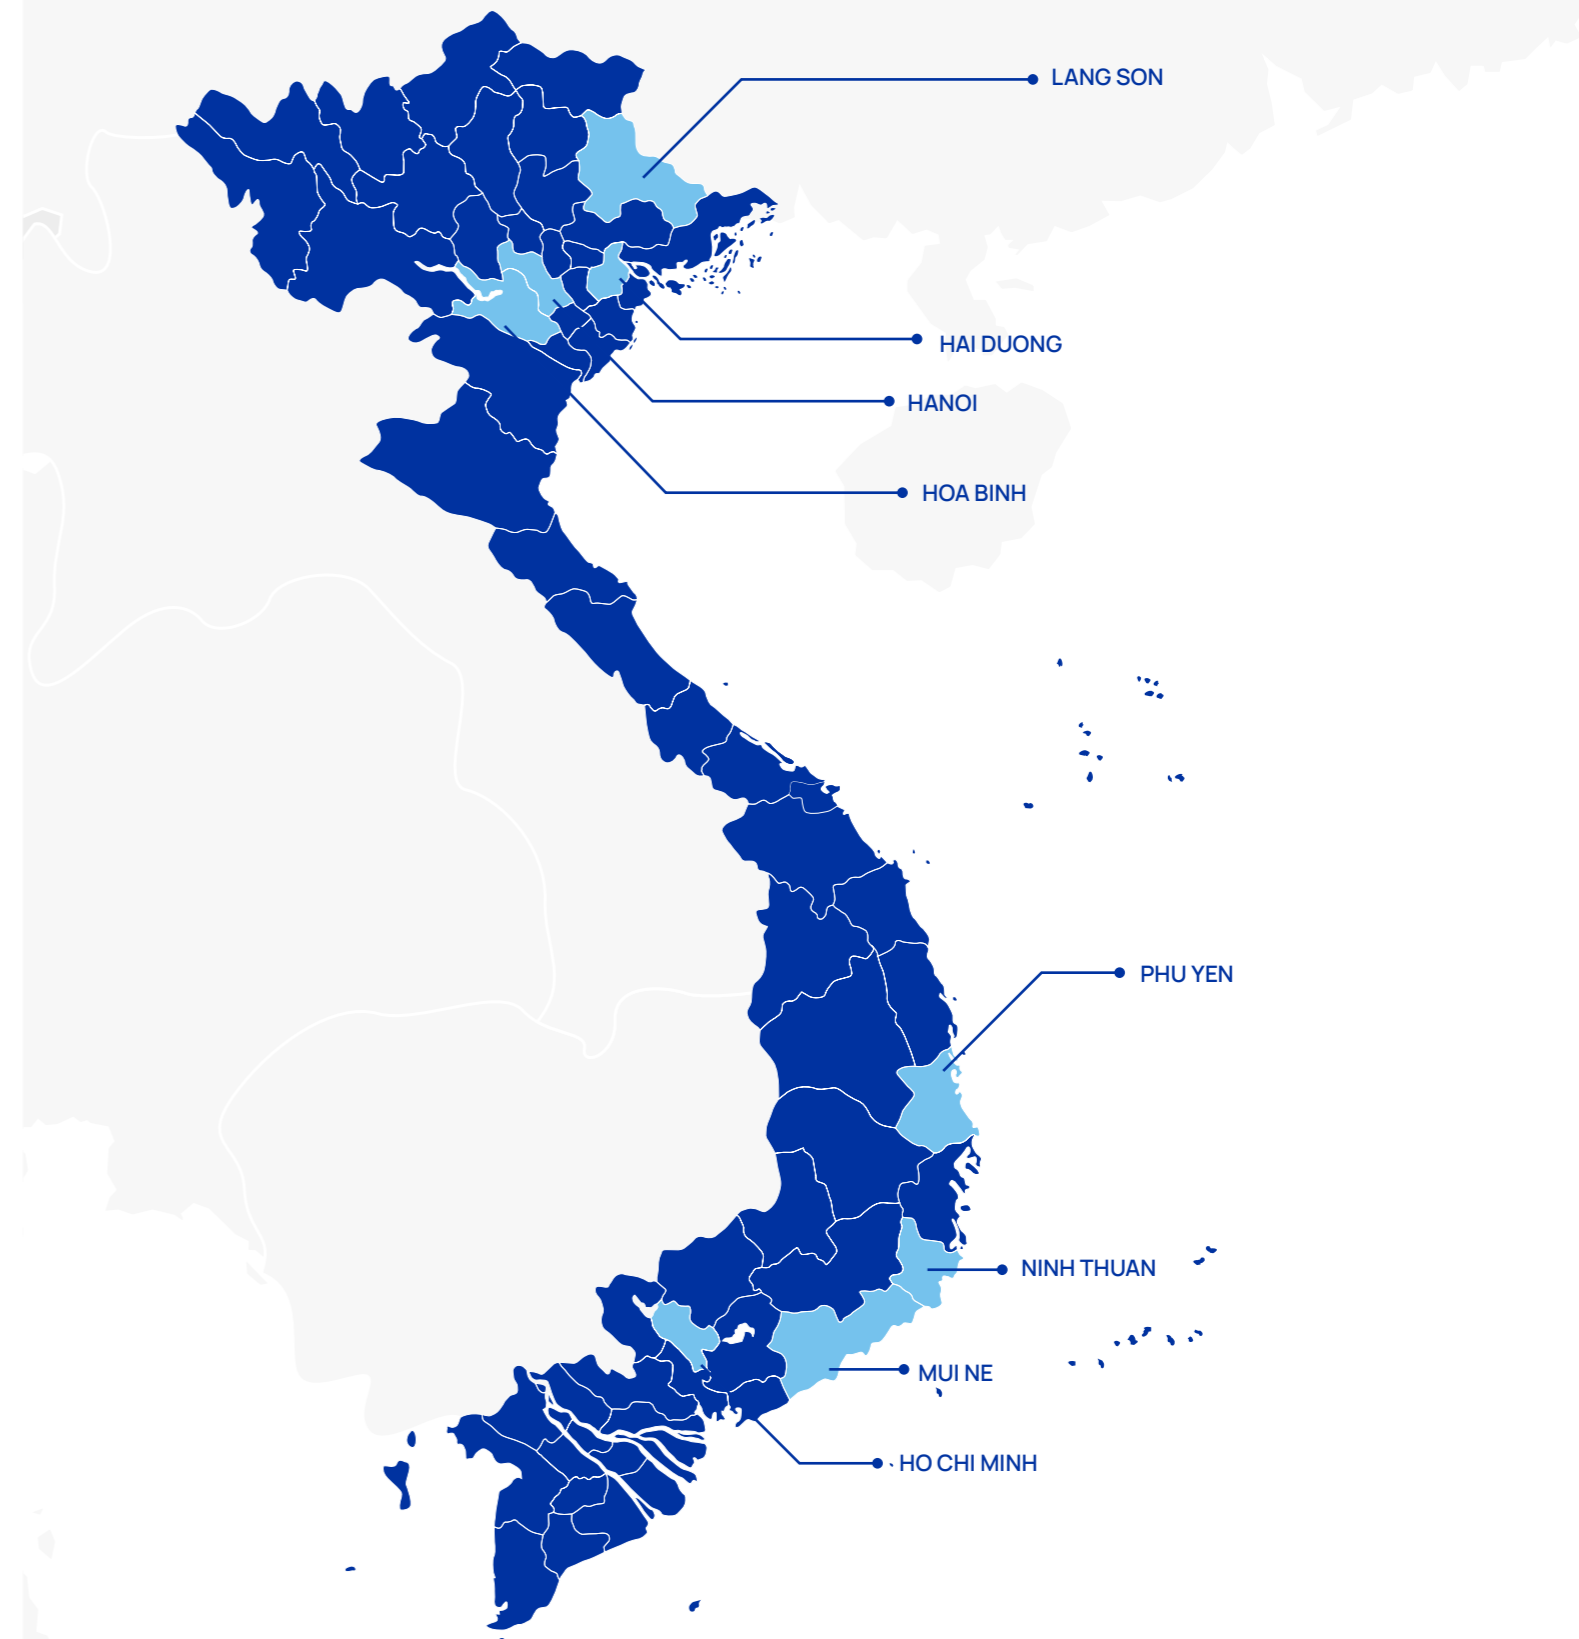 LANG SON
HAI DUONG
HANOI
HOA BINH
PHU YEN
NINH THUAN
MUI NE
HO CHI MINH